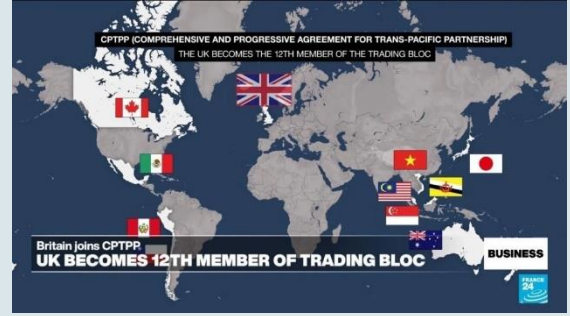 CPTPP (COMPREHENSIVE AND PROGRESSIVE AGREEMENT FOR TRANS-PACIFIC PARTNERSHIP)
THE UK BECOMES THE 12TH MEMBER OF THE TRADING BLOC
Britain joins CPTPP
UK BECOMES 12TH MEMBER OF TRADING BLOC
BUSINESS
FRANCE
24